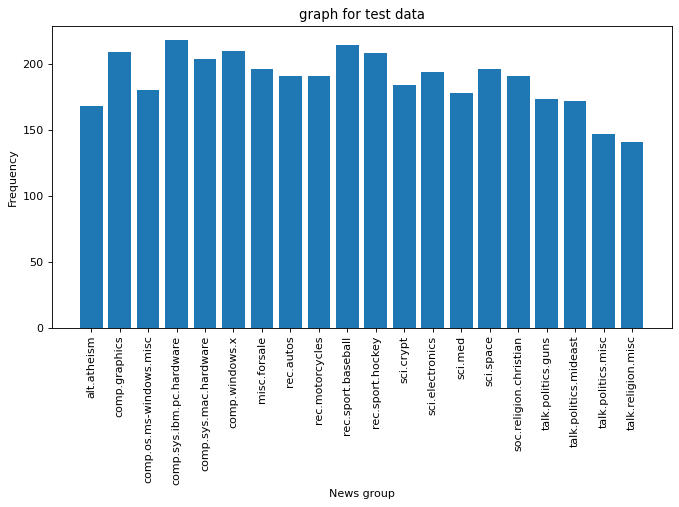 graph for test data
Frequency
200
150
100
50
0
alt.atheism
comp.graphics
comp.os.ms-windows.misc
comp.sys.ibm.pc.hardware
comp.sys.mac.hardware
comp.windows.x
misc.forsale
rec.autos
rec.motorcycles
rec.sport.baseball
rec.sport.hockey
sci.crypt
sci.electronics
sci.med
sci.space
soc.religion.christian
talk.politics.guns
talk.politics.mideast
talk.politics.misc
talk.religion.misc
News group